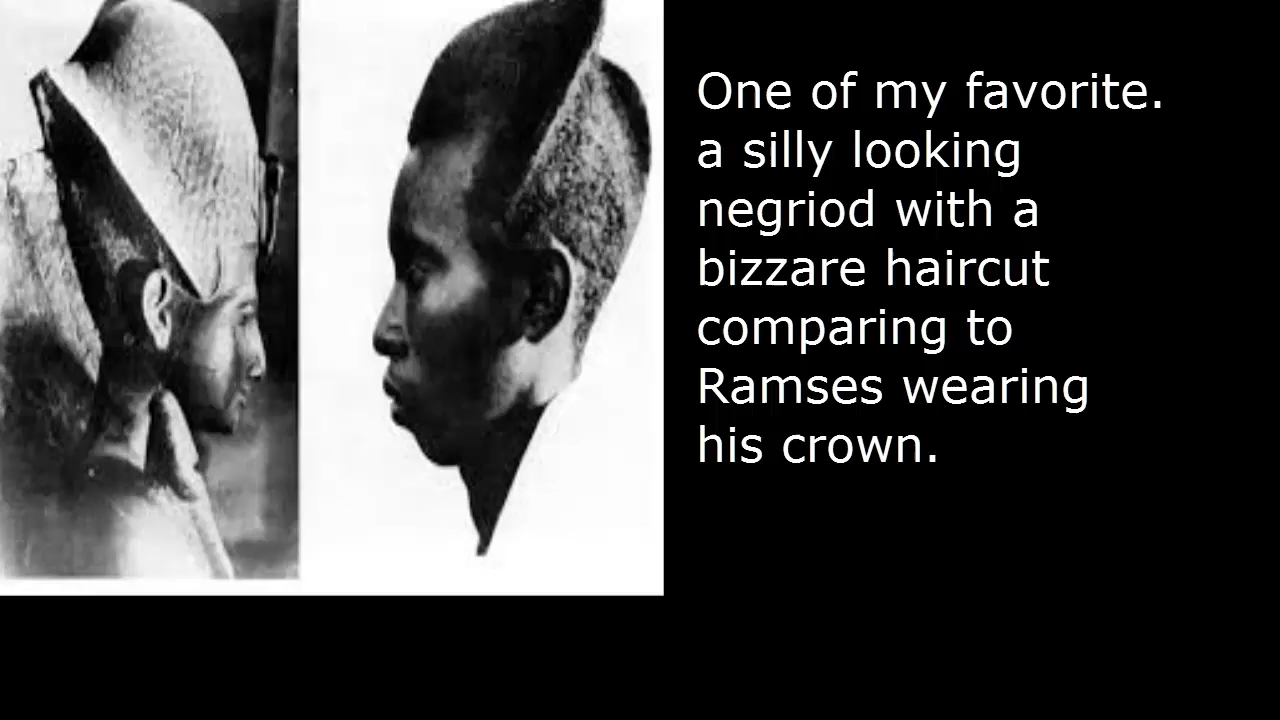 One of my favorite.
a silly looking
negriod with a
bizzare haircut
comparing to
Ramses wearing
his crown.